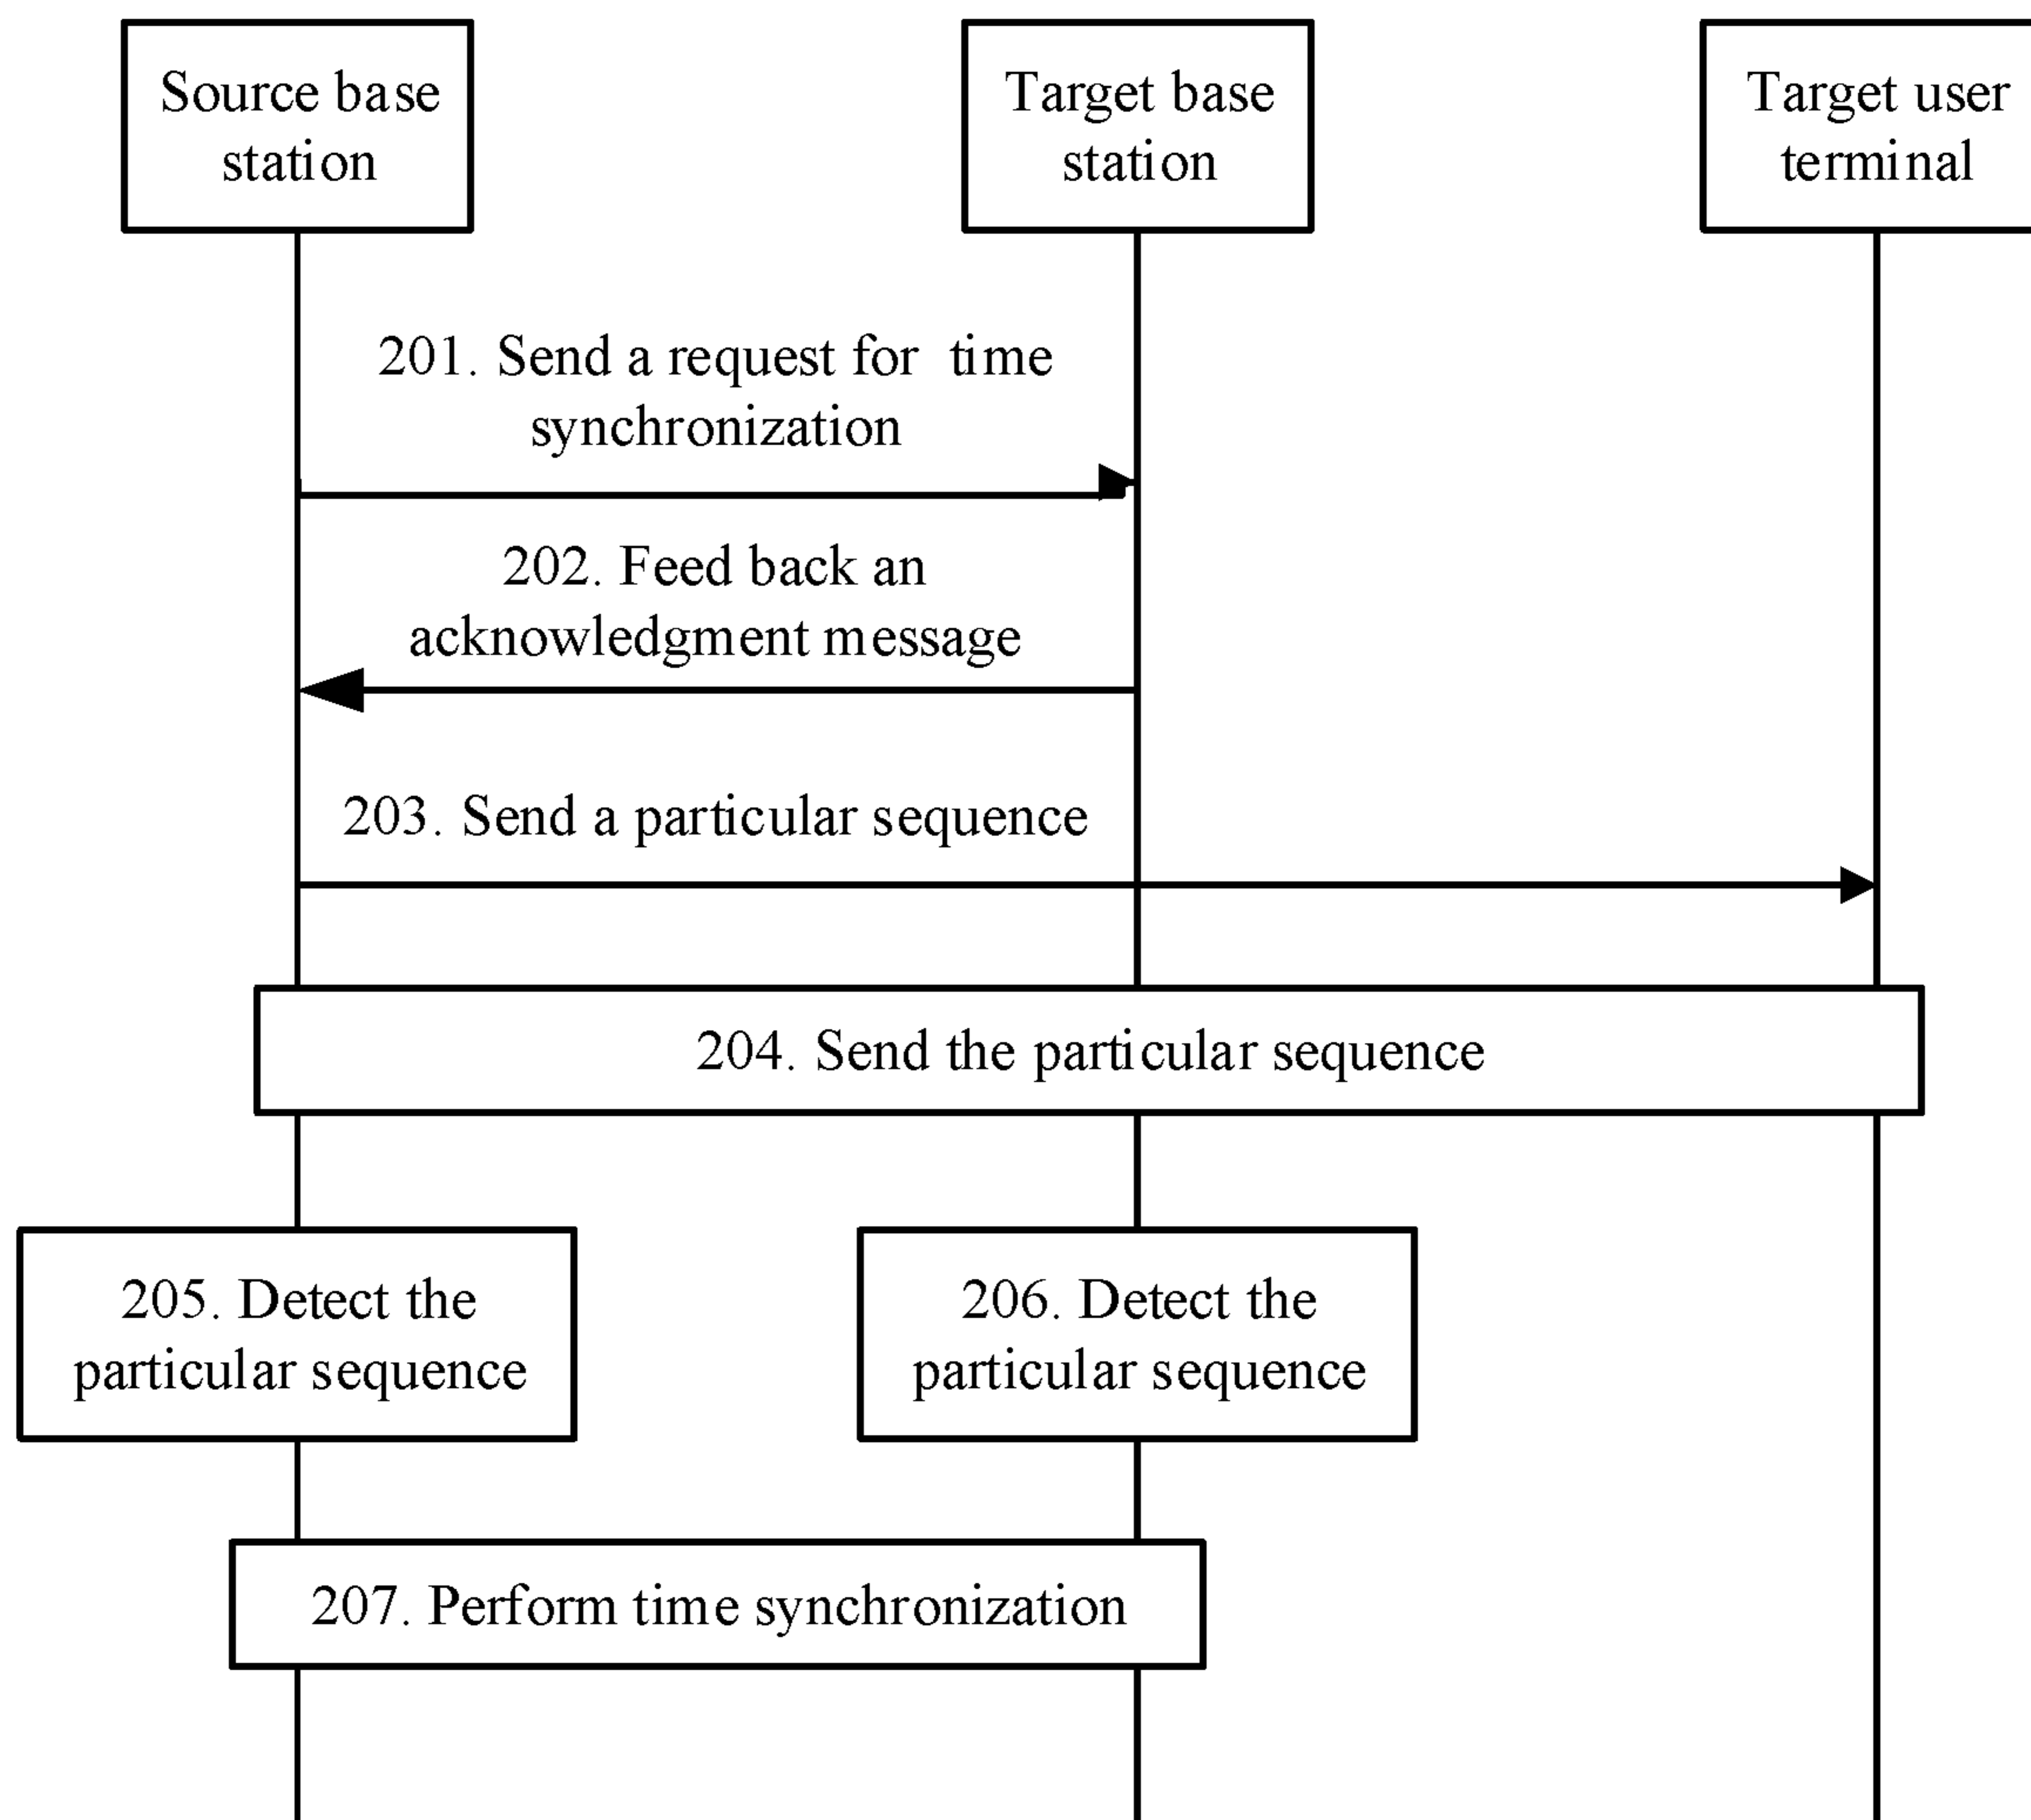 Source base
station
Target base
station
Target user
terminal
201. Send a request for time
synchronization
202. Feed back an
acknowledgment message
203. Send a particular sequence
204. Send the particular sequence
205. Detect the
particular sequence
206. Detect the
particular sequence
207. Perform time synchronization